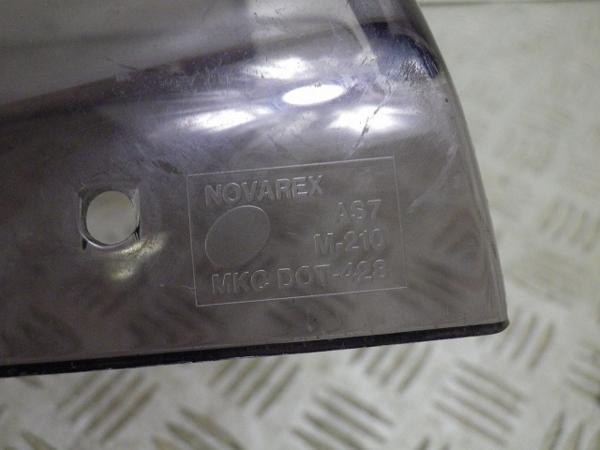 NOVAREX
AS7
M-210
MKC DOT-428